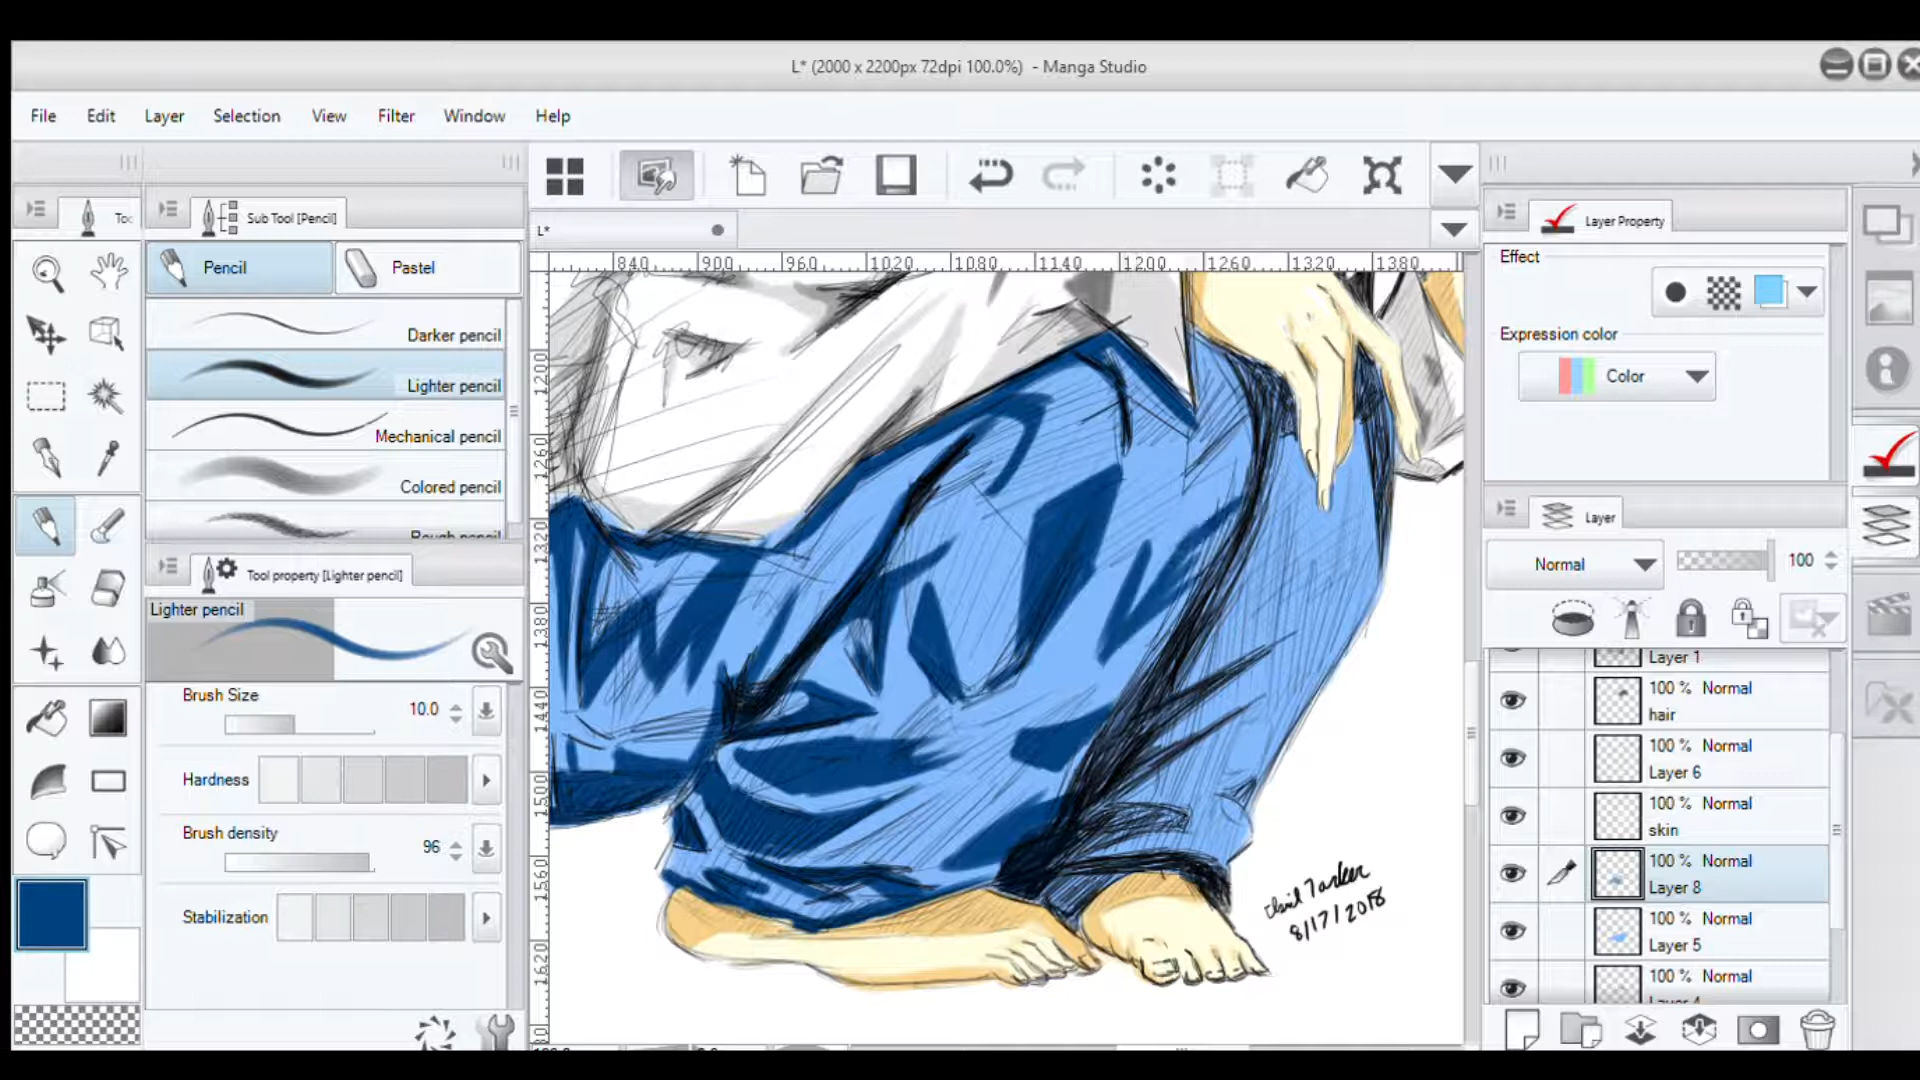 L* (2000 x 2200px 72dpi 100.0%) - Manga Studio
File Edit Layer Selection View Filter Window Help
Sub Tool [Pencil]
Pencil Pastel
Darker pencil
Lighter pencil
Mechanical pencil
Colored pencil
Tool property [Lighter pencil]
Lighter pencil
Brush Size 10.0
Hardness
Brush density 96
Stabilization
L*
840 900 960 1020 1080 1140 1200 1260 1320 1380
1200
1260
1320
1380
1440
1500
1560
1620
8/17/2018
Layer Property
Effect
Expression color
Color
Layer
Normal 100
Layer 1
100 % Normal
hair
100 % Normal
Layer 6
100 % Normal
skin
100 % Normal
Layer 8
100 % Normal
Layer 5
100 % Normal
Layer 4